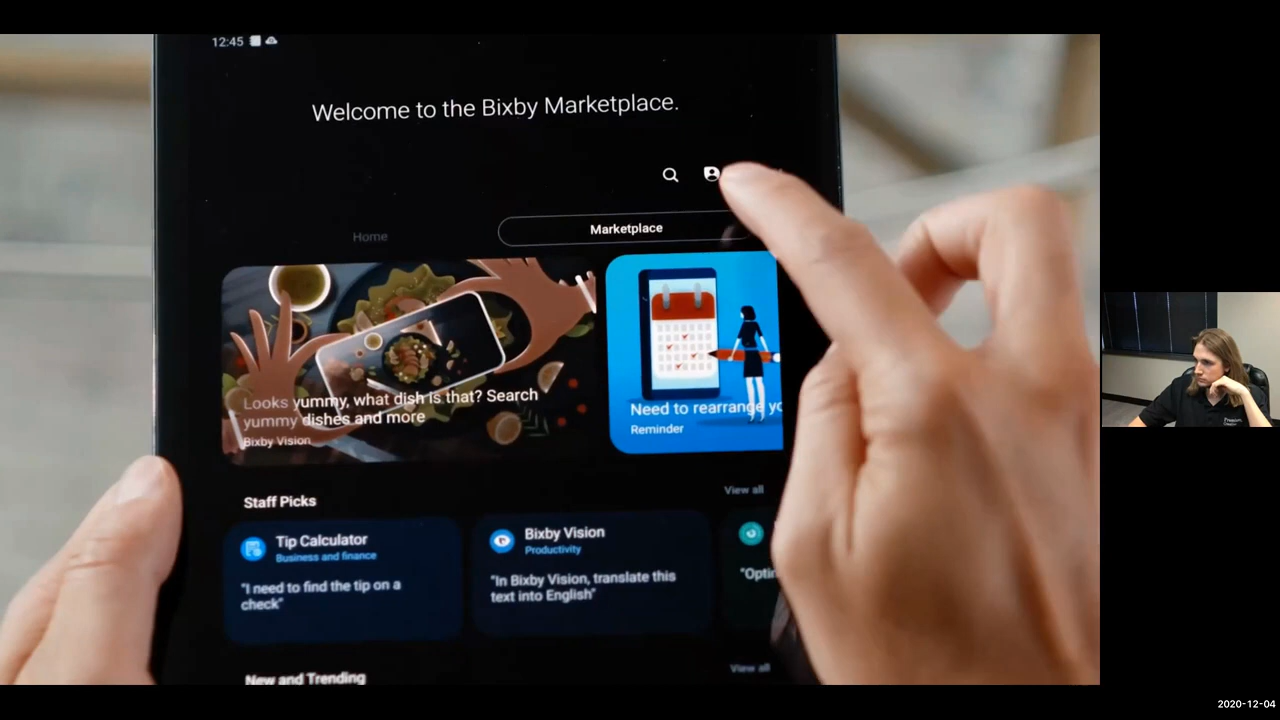 12:45
Welcome to the Bixby Marketplace.
Home
Marketplace
Looks yummy, what dish is that? Search
yummy dishes and more
Bixby Vision
Need to rearrange yo
Reminder
Staff Picks
View all
Tip Calculator
Business and finance
"I need to find the tip on a
check"
Bixby Vision
Productivity
"In Bixby Vision, translate this
text into English"
"Optin
New and Trending
View all
2020-12-04